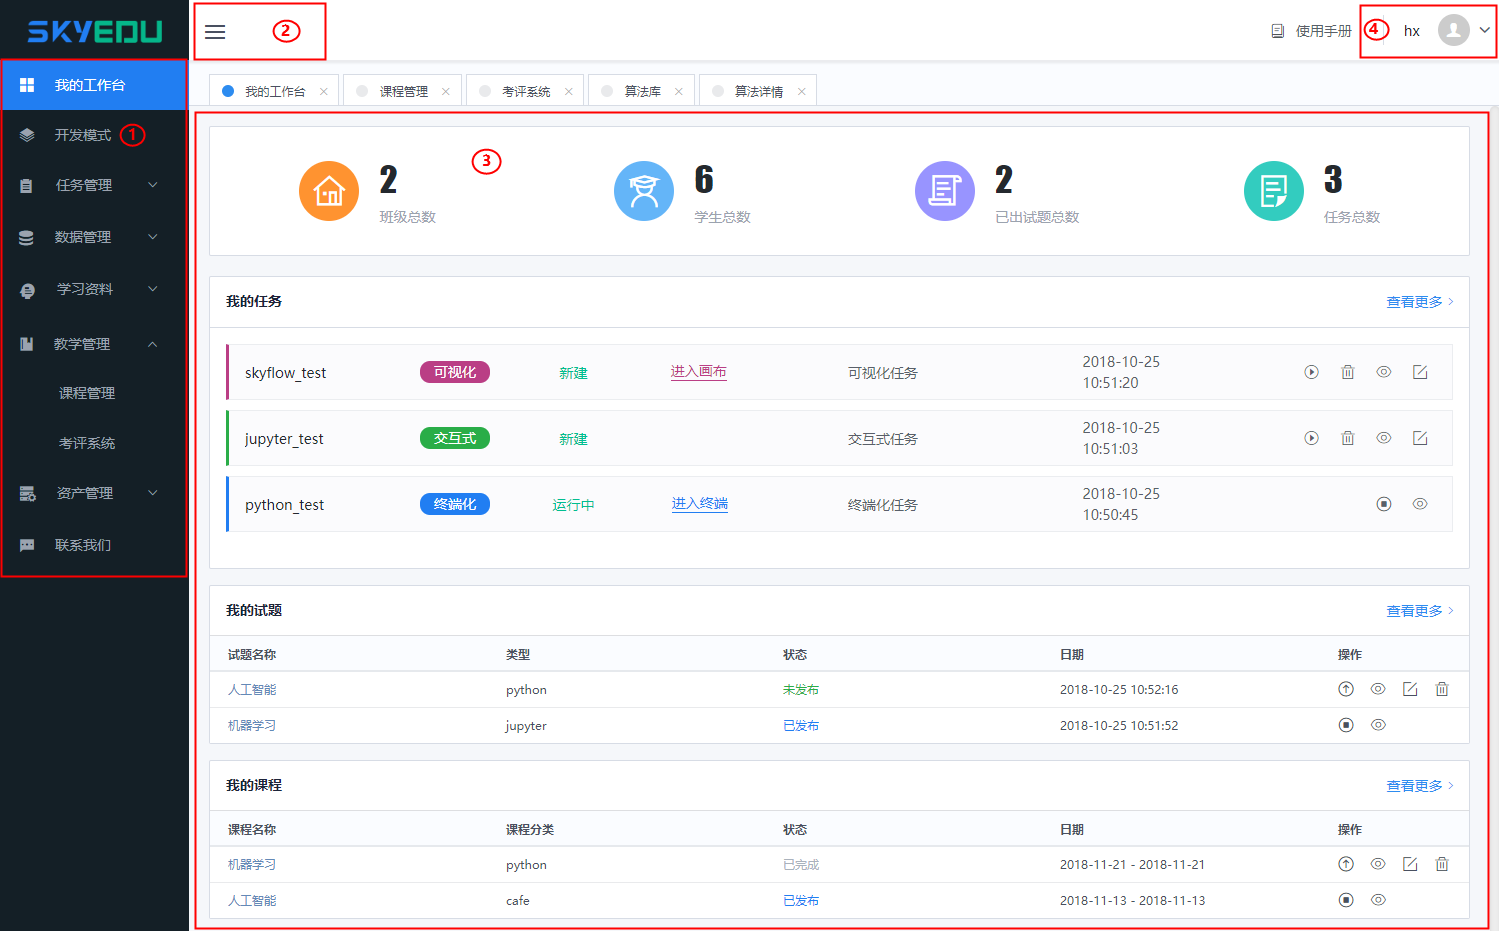 SKYEDU
我的工作台
开发模式 1
任务管理
数据管理
学习资料
教学管理
课程管理
考评系统
资产管理
联系我们
2
使用手册 4 hx
我的工作台 × 课程管理 × 考评系统 × 算法库 × 算法详情 ×
3
2 班级总数
6 学生总数
2 已出试题总数
3 任务总数
我的任务 查看更多 >
skyflow_test 可视化 新建 进入画布 可视化任务 2018-10-25
10:51:20
jupyter_test 交互式 新建 交互式任务 2018-10-25
10:51:03
python_test 终端化 运行中 进入终端 终端化任务 2018-10-25
10:50:45
我的试题 查看更多 >
试题名称 类型 状态 日期 操作
人工智能 python 未发布 2018-10-25 10:52:16
机器学习 jupyter 已发布 2018-10-25 10:51:52
我的课程 查看更多 >
课程名称 课程分类 状态 日期 操作
机器学习 python 已完成 2018-11-21 - 2018-11-21
人工智能 cafe 已发布 2018-11-13 - 2018-11-13